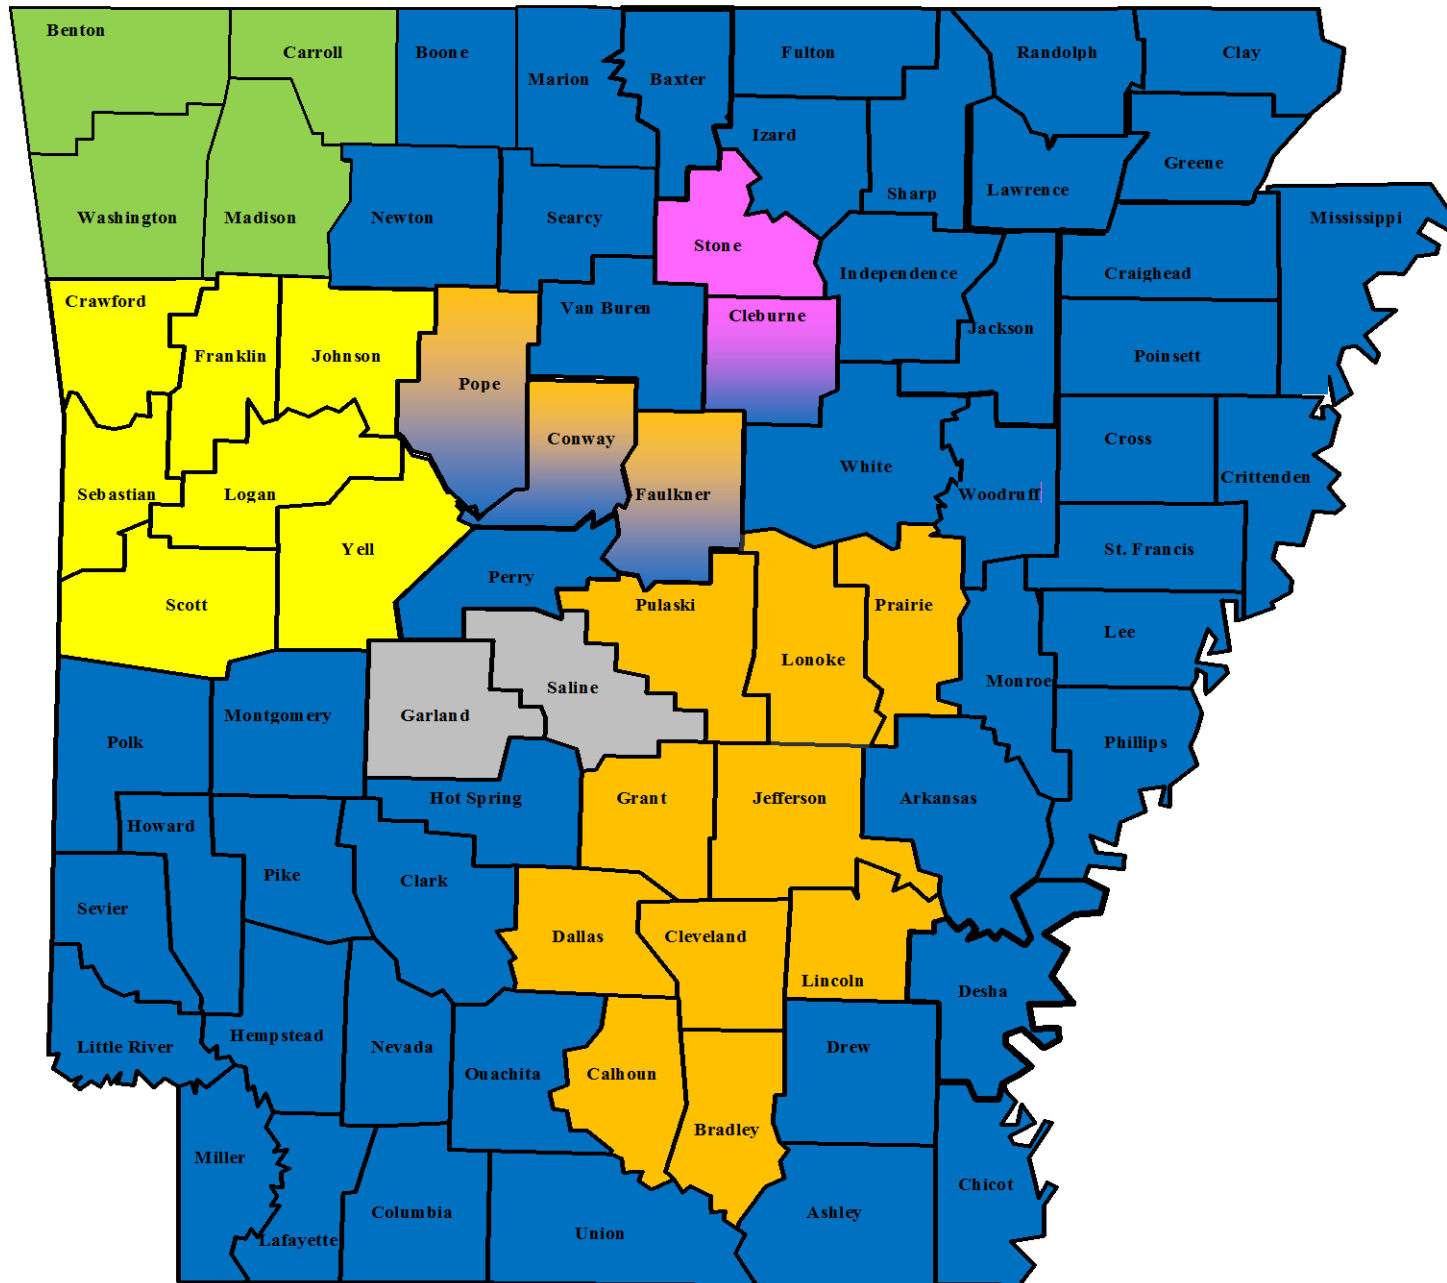 Benton
Carroll
Boone
Marion
Baxter
Fulton
Randolph
Clay
Izard
Sharp
Lawrence
Greene
Washington
Madison
Newton
Searcy
Stone
Mississippi
Independence
Craighead
Crawford
Van Buren
Cleburne
Jackson
Franklin
Johnson
Poinsett
Pope
Conway
Cross
White
Crittenden
Sebastian
Logan
Faulkner
Woodruff
Yell
St. Francis
Perry
Scott
Pulaski
Prairie
Lee
Lonoke
Saline
Monroe
Garland
Montgomery
Polk
Phillips
Hot Spring
Grant
Jefferson
Arkansas
Howard
Pike
Clark
Sevier
Dallas
Cleveland
Lincoln
Desha
Hempstead
Little River
Nevada
Drew
Ouachita
Calhoun
Bradley
Miller
Chicot
Columbia
Ashley
Lafayette
Union